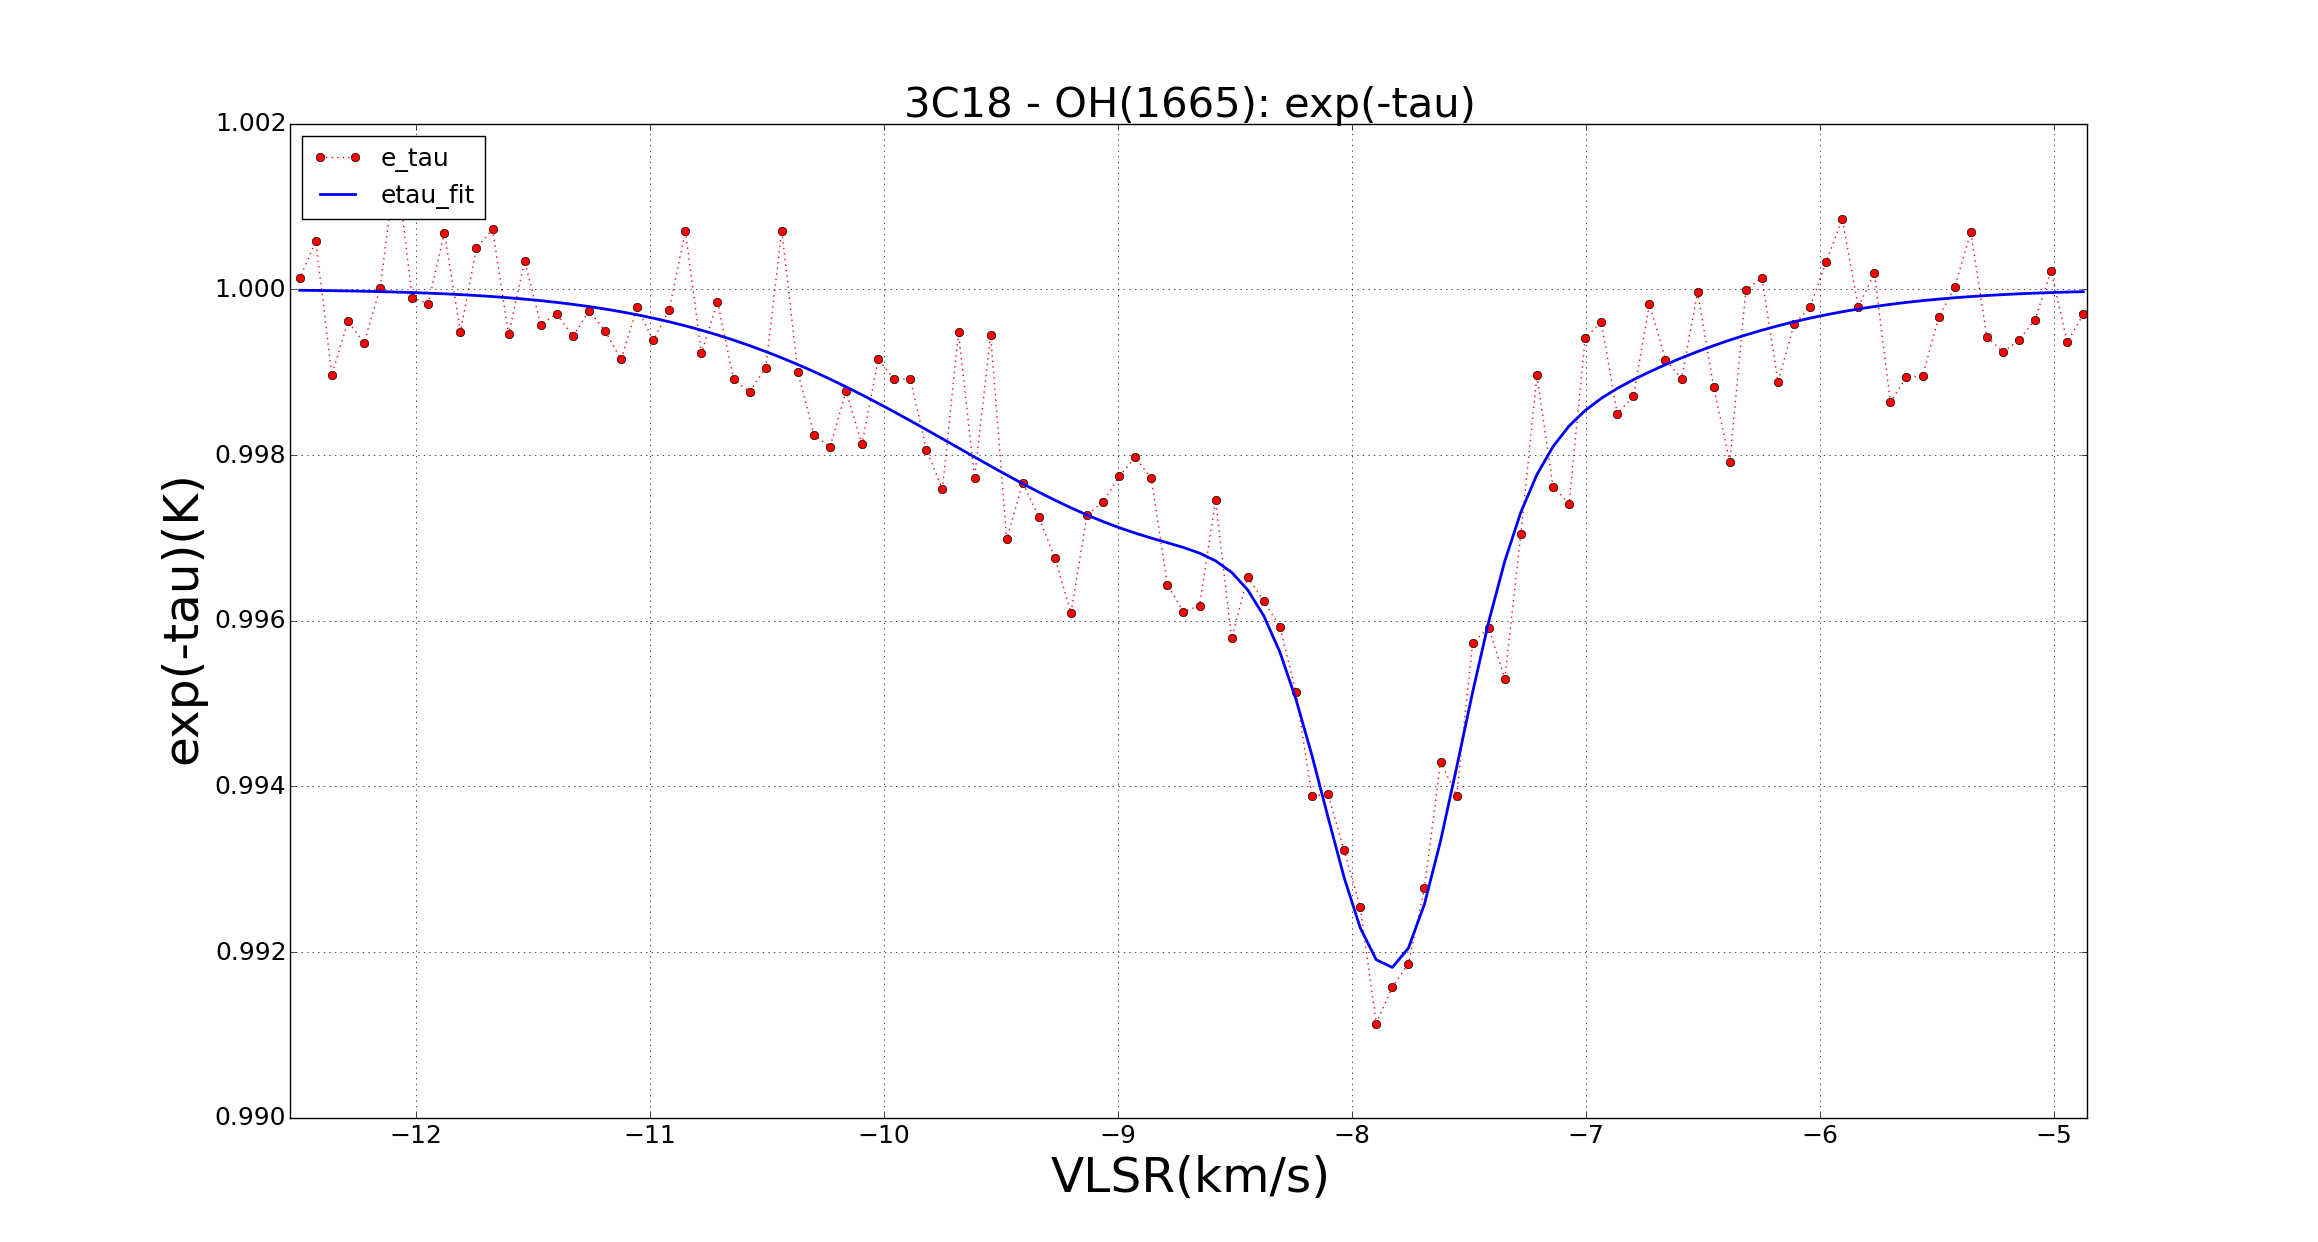 3C18 - OH(1665): exp(-tau)
1.002
1.000
0.998
0.996
0.994
0.992
0.990
e_tau
etau_fit
exp(-tau)(K)
−12 −11 −10 −9 −8 −7 −6 −5
VLSR(km/s)